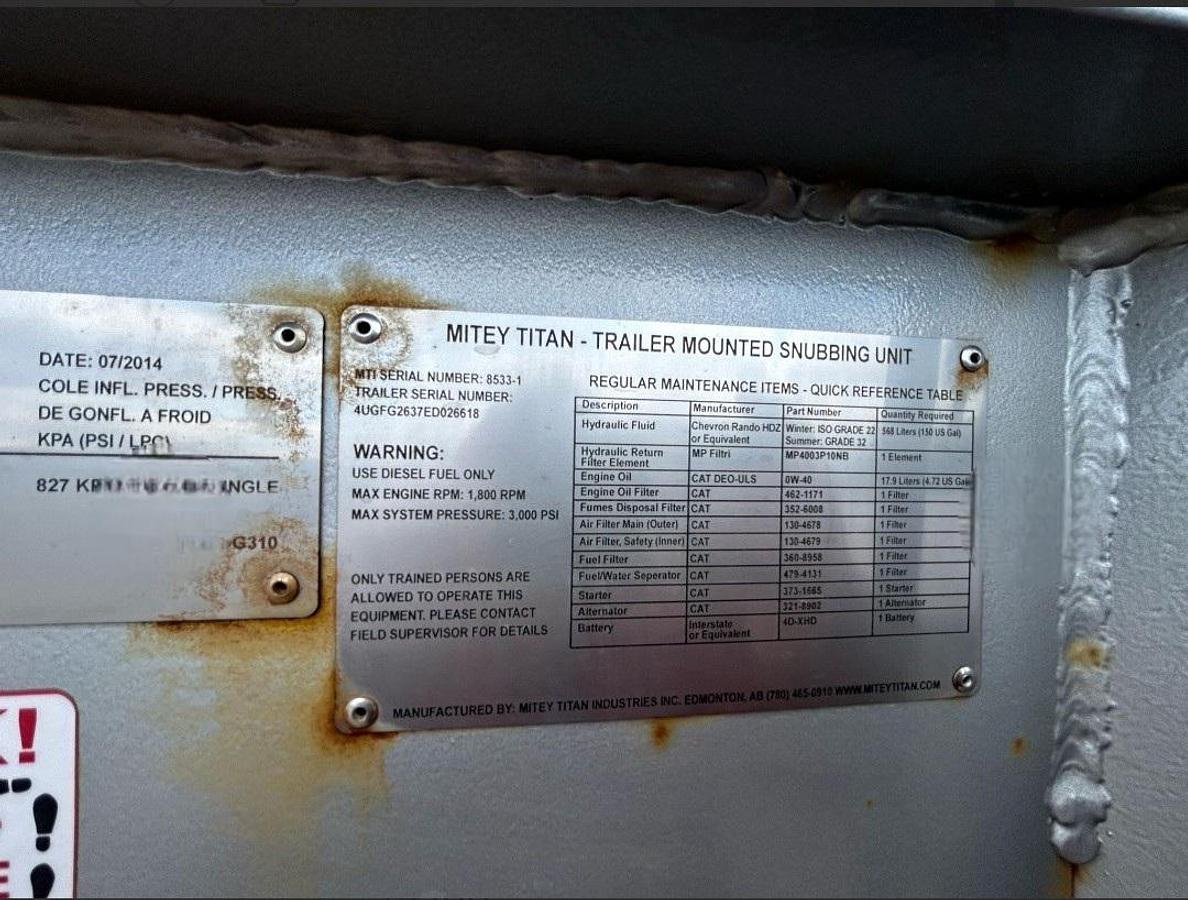 DATE: 07/2014
COLE INFL. PRESS. / PRESS.
DE GONFL. A FROID
KPA (PSI / LPC)
827
G310
MITEY TITAN - TRAILER MOUNTED SNUBBING UNIT
MTI SERIAL NUMBER: 8533-1
TRAILER SERIAL NUMBER:
4UGFG2637ED026618
WARNING:
USE DIESEL FUEL ONLY
MAX ENGINE RPM: 1,800 RPM
MAX SYSTEM PRESSURE: 3,000 PSI
ONLY TRAINED PERSONS ARE
ALLOWED TO OPERATE THIS
EQUIPMENT. PLEASE CONTACT
FIELD SUPERVISOR FOR DETAILS
REGULAR MAINTENANCE ITEMS - QUICK REFERENCE TABLE
Description Manufacturer Part Number Quantity Required
Hydraulic Fluid Chevron Rando HDZ or Equivalent Winter: ISO GRADE 22 Summer: GRADE 32 568 Liters (150 US Gal)
Hydraulic Return Filter Element MP Filtri MP4003P10NB 1 Element
Engine Oil CAT DEO-ULS 0W-40 17.9 Liters (4.72 US Gal)
Engine Oil Filter CAT 462-1171 1 Filter
Fumes Disposal Filter CAT 352-6008 1 Filter
Air Filter Main (Outer) CAT 130-4678 1 Filter
Air Filter, Safety (Inner) CAT 130-4679 1 Filter
Fuel Filter CAT 360-8958 1 Filter
Fuel/Water Seperator CAT 479-4131 1 Filter
Starter CAT 373-1665 1 Starter
Alternator CAT 321-8902 1 Alternator
Battery Interstate or Equivalent 4D-XHD 1 Battery
MANUFACTURED BY: MITEY TITAN INDUSTRIES INC. EDMONTON, AB (780) 465-0910 WWW.MITEYTITAN.COM